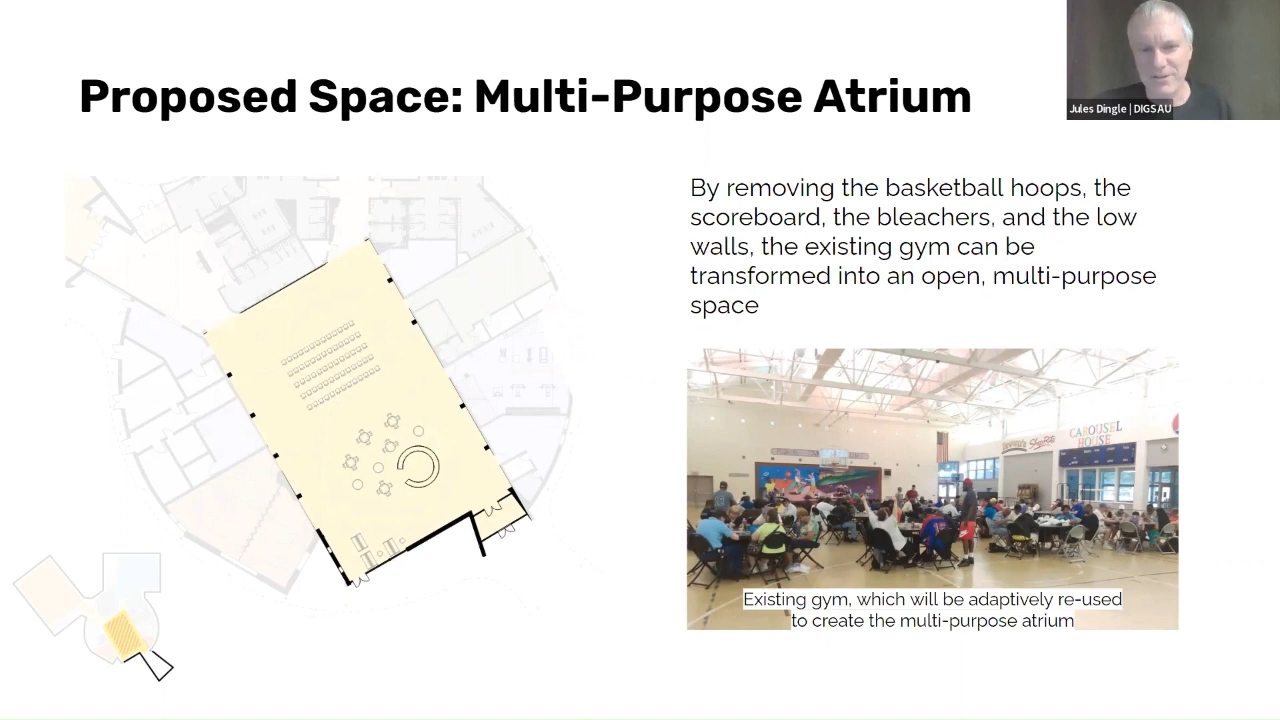 Proposed Space: Multi-Purpose Atrium
Jules Dingle | DIGSAU
By removing the basketball hoops, the
scoreboard, the bleachers, and the low
walls, the existing gym can be
transformed into an open, multi-purpose
space
CAROUSEL
HOUSE
Existing gym, which will be adaptively re-used
to create the multi-purpose atrium